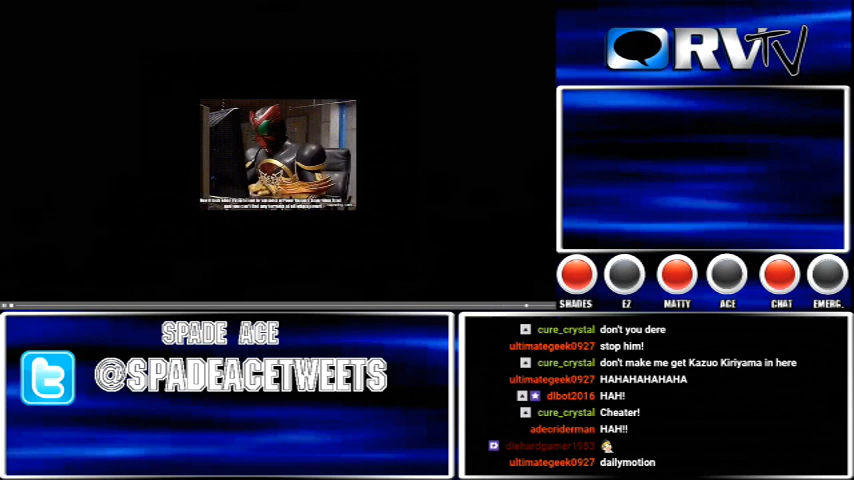 RVTV
SHADES
EZ
MATTY
ACE
CHAT
EMERG.
SPADE ACE
@SPADEACETWEETS
cure_crystal don't you dere
ultimategeek0927 stop him!
cure_crystal don't make me get Kazuo Kiriyama in here
ultimategeek0927 HAHAHAHAHAHA
dlbot2016 HAH!
cure_crystal Cheater!
adecriderman HAH!!
diehardgamer1983
ultimategeek0927 dailymotion